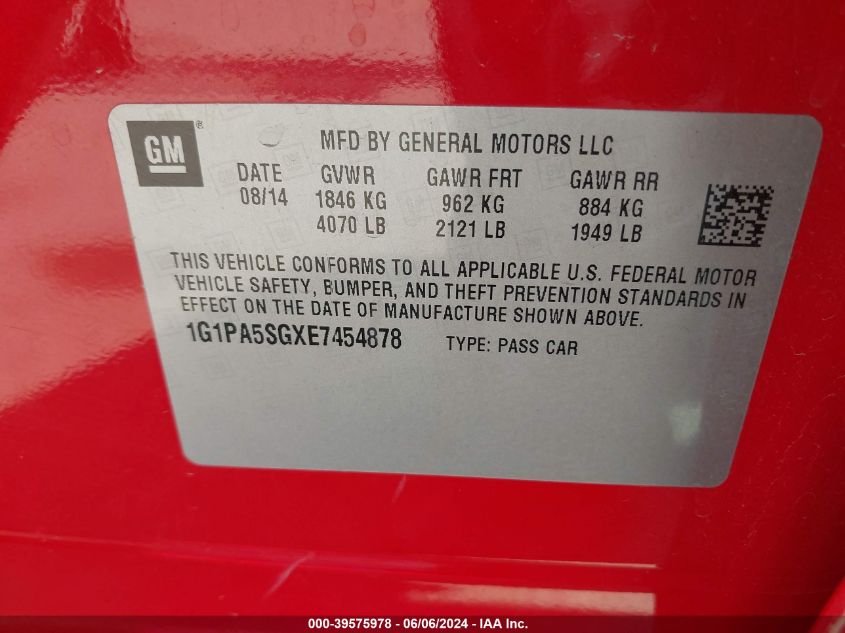 GM®
MFD BY GENERAL MOTORS LLC
DATE GVWR GAWR FRT GAWR RR
08/14 1846 KG 962 KG 884 KG
4070 LB 2121 LB 1949 LB
THIS VEHICLE CONFORMS TO ALL APPLICABLE U.S. FEDERAL MOTOR
VEHICLE SAFETY, BUMPER, AND THEFT PREVENTION STANDARDS IN
EFFECT ON THE DATE OF MANUFACTURE SHOWN ABOVE.
1G1PA5SGXE7454878 TYPE: PASS CAR
000-39575978 - 06/06/2024 - IAA Inc.